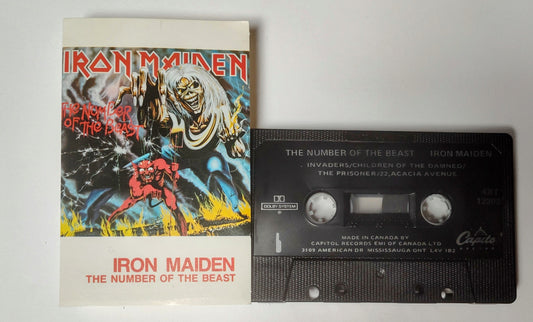 IRON MAIDEN
THE NUMBER
OF THE BEAST
IRON MAIDEN
THE NUMBER OF THE BEAST
THE NUMBER OF THE BEAST IRON MAIDEN
INVADERS/CHILDREN OF THE DAMNED/
THE PRISONER/22,ACACIA AVENUE
DOLBY SYSTEM
4XT
12202
Capitol
MADE IN CANADA BY
CAPITOL RECORDS EMI OF CANADA LTD
3109 AMERICAN DR MISSISSAUGA ONT L4V 1B2